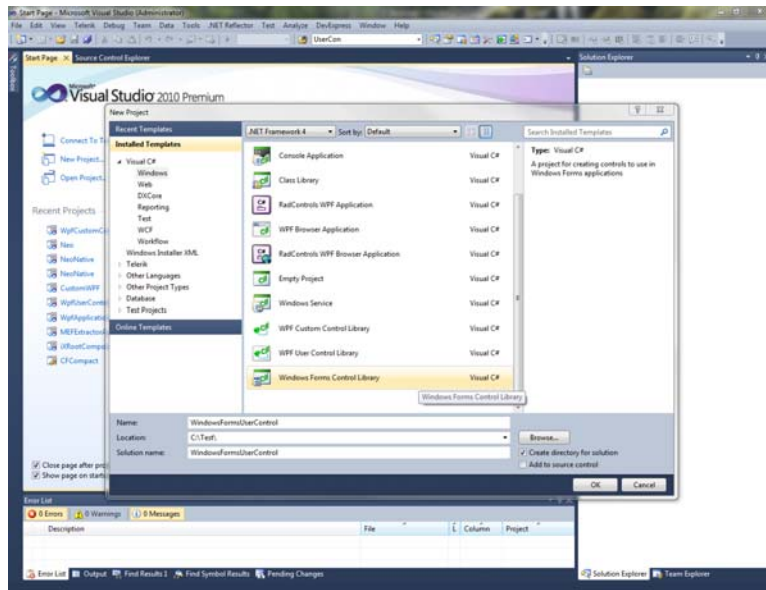 Start Page - Microsoft Visual Studio (Administrator)
File Edit View Telerik Debug Team Data Tools .NET Reflector Test Analyze DevExpress Window Help
UserCon
Start Page Source Control Explorer
Solution Explorer
Toolbox
Microsoft
Visual Studio 2010 Premium
New Project
Recent Templates
.NET Framework 4 Sort by: Default
Search Installed Templates
Installed Templates
Visual C#
Windows
Web
DXCore
Reporting
Test
WCF
Workflow
Windows Installer XML
Telerik
Other Languages
Other Project Types
Database
Test Projects
Online Templates
Console Application Visual C#
Class Library Visual C#
RadControls WPF Application Visual C#
WPF Browser Application Visual C#
RadControls WPF Browser Application Visual C#
Empty Project Visual C#
Windows Service Visual C#
WPF Custom Control Library Visual C#
WPF User Control Library Visual C#
Windows Forms Control Library Visual C#
Windows Forms Control Library
Type: Visual C#
A project for creating controls to use in
Windows Forms applications
Connect To T
New Project...
Open Project...
Recent Projects
WpfCustomC
Neo
NeoNative
NeoNative
CustomWPF
WpfUserCont
WpfApplicatio
MEFExtractor
iXRootCompo
CFCompact
Name: WindowsFormsUserControl
Location: C:\Test\
Browse...
Solution name: WindowsFormsUserControl
Create directory for solution
Add to source control
OK Cancel
Close page after pro
Show page on startu
Error List
0 Errors 0 Warnings 0 Messages
Description File L Column Project
Error List Output Find Results 1 Find Symbol Results Pending Changes
Solution Explorer Team Explorer